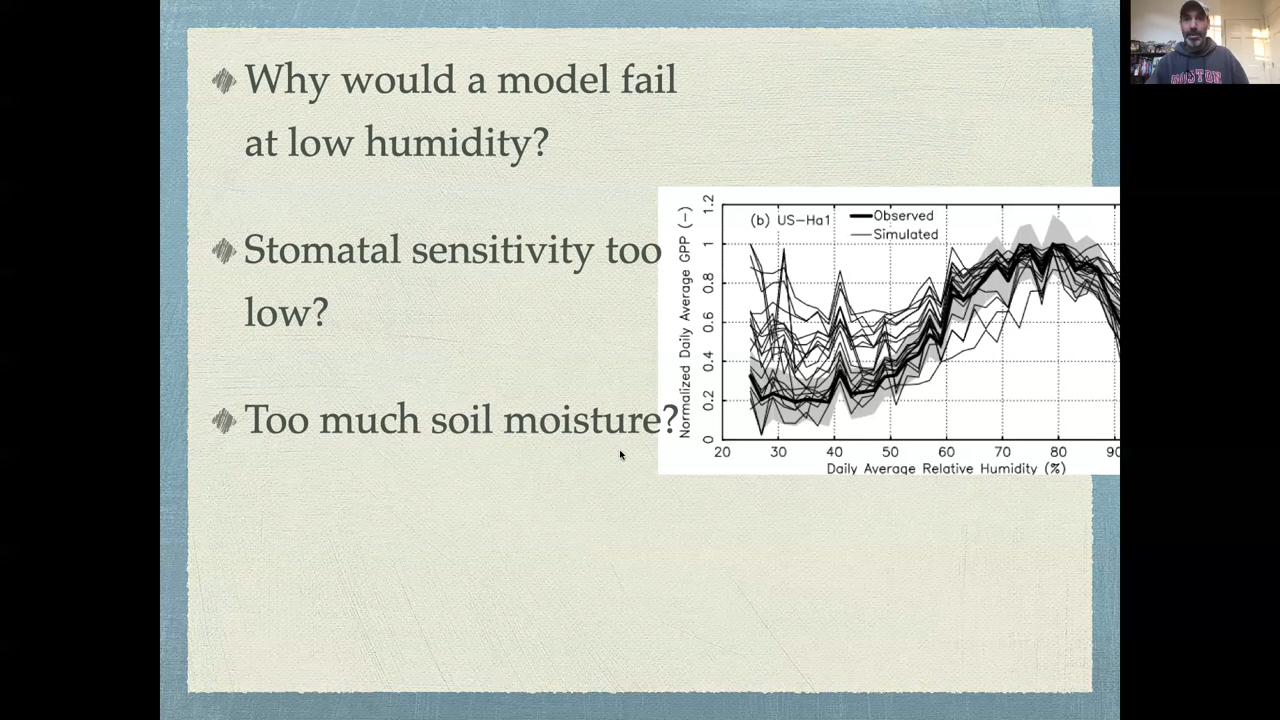 Why would a model fail
at low humidity?
Stomatal sensitivity too
low?
Too much soil moisture?
(b) US-Ha1
Observed
Simulated
Normalized Daily Average GPP (-)
1.2
1
0.8
0.6
0.4
0.2
0
20 30 40 50 60 70 80 90
Daily Average Relative Humidity (%)